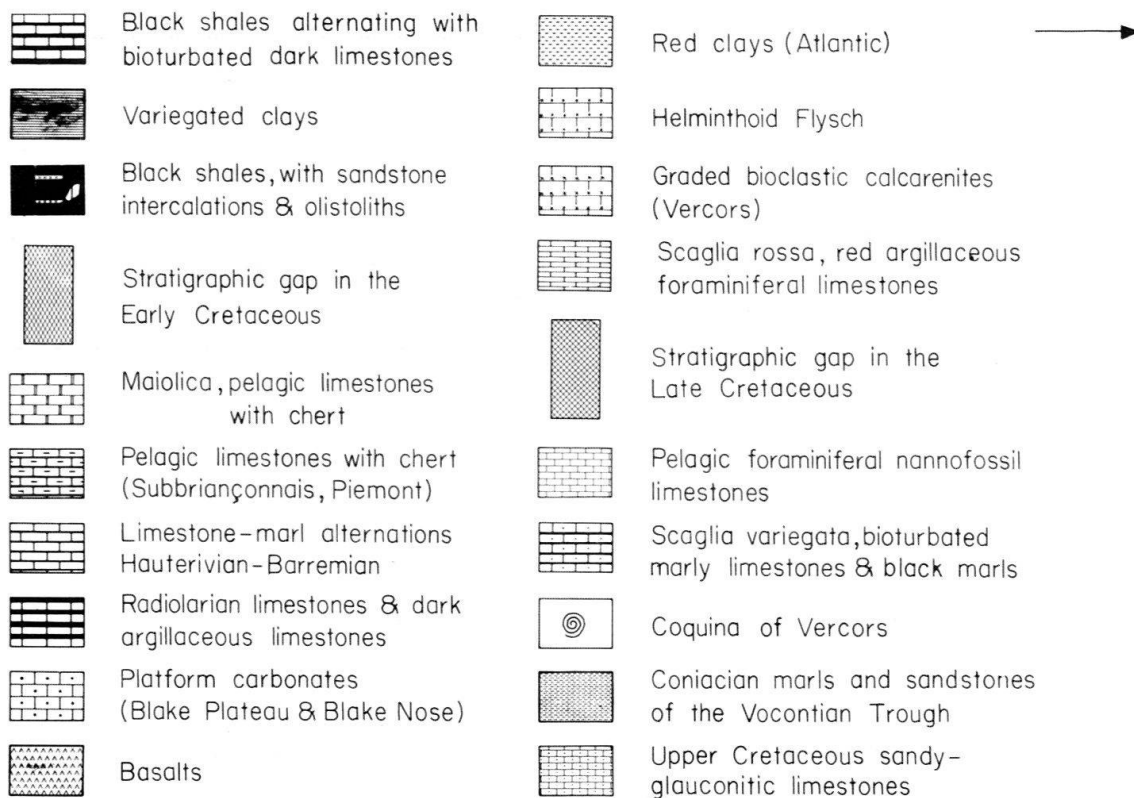 Black shales alternating with
bioturbated dark limestones
Variegated clays
Black shales, with sandstone
intercalations & olistoliths
Stratigraphic gap in the
Early Cretaceous
Maiolica, pelagic limestones
with chert
Pelagic limestones with chert
(Subbriançonnais, Piemont)
Limestone-marl alternations
Hauterivian-Barremian
Radiolarian limestones & dark
argillaceous limestones
Platform carbonates
(Blake Plateau & Blake Nose)
Basalts
Red clays (Atlantic)
Helminthoid Flysch
Graded bioclastic calcarenites
(Vercors)
Scaglia rossa, red argillaceous
foraminiferal limestones
Stratigraphic gap in the
Late Cretaceous
Pelagic foraminiferal nannofossil
limestones
Scaglia variegata, bioturbated
marly limestones & black marls
Coquina of Vercors
Coniacian marls and sandstones
of the Vocontian Trough
Upper Cretaceous sandy-
glauconitic limestones